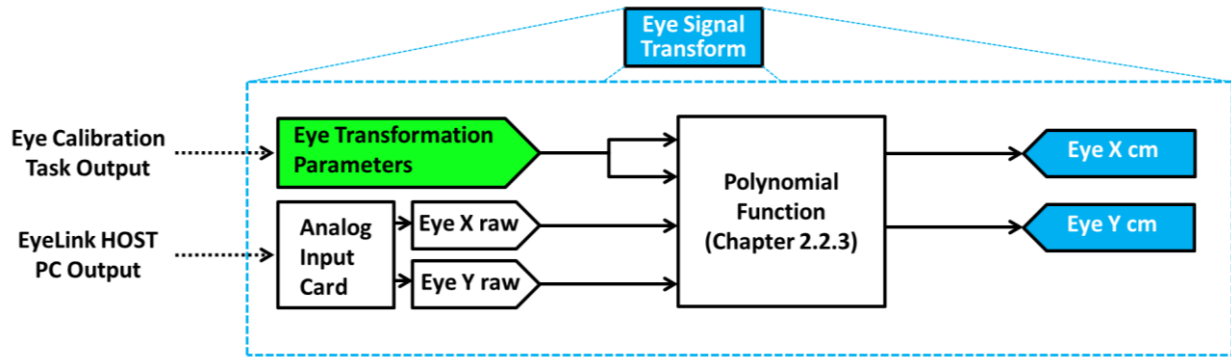 Eye Signal
Transform
Eye Calibration
Task Output
Eye Transformation
Parameters
EyeLink HOST
PC Output
Analog
Input
Card
Eye X raw
Eye Y raw
Polynomial
Function
(Chapter 2.2.3)
Eye X cm
Eye Y cm